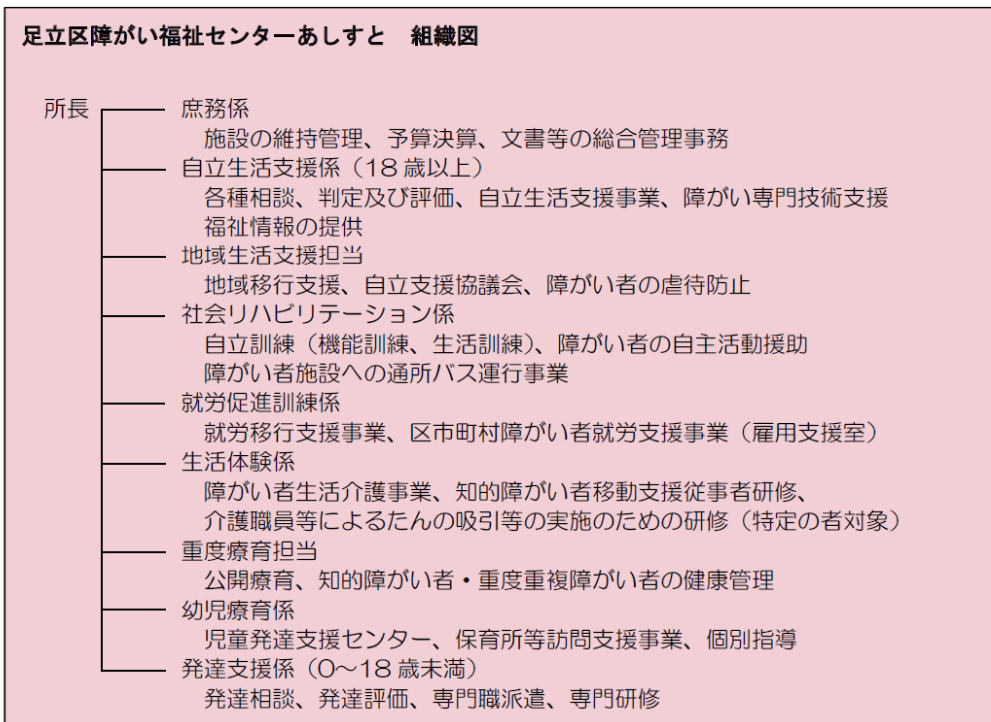 足立区障がい福祉センターあしすと 組織図
所長 庶務係
施設の維持管理、予算決算、文書等の総合管理事務
自立生活支援係（18歳以上）
各種相談、判定及び評価、自立生活支援事業、障がい専門技術支援
福祉情報の提供
地域生活支援担当
地域移行支援、自立支援協議会、障がい者の虐待防止
社会リハビリテーション係
自立訓練（機能訓練、生活訓練）、障がい者の自主活動援助
障がい者施設への通所バス運行事業
就労促進訓練係
就労移行支援事業、区市町村障がい者就労支援事業（雇用支援室）
生活体験係
障がい者生活介護事業、知的障がい者移動支援従事者研修、
介護職員等によるたんの吸引等の実施のための研修（特定の者対象）
重度療育担当
公開療育、知的障がい者・重度重複障がい者の健康管理
幼児療育係
児童発達支援センター、保育所等訪問支援事業、個別指導
発達支援係（0～18歳未満）
発達相談、発達評価、専門職派遣、専門研修